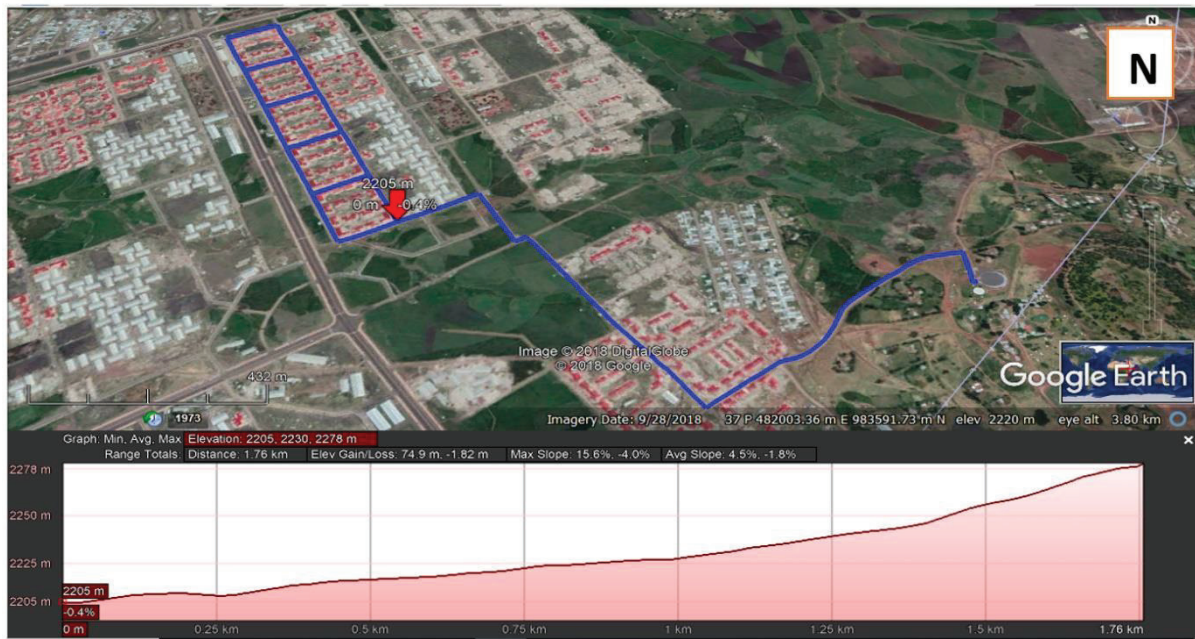 N
N
2205 m
0 m -0.4%
Image © 2018 DigitalGlobe
© 2018 Google
432 m
Google Earth
1973
Imagery Date: 9/28/2018 37 P 482003.36 m E 983591.73 m N elev 2220 m eye alt 3.80 km
Graph: Min, Avg, Max Elevation: 2205, 2230, 2278 m
Range Totals: Distance: 1.76 km Elev Gain/Loss: 74.9 m, -1.82 m Max Slope: 15.6%, -4.0% Avg Slope: 4.5%, -1.8%
2278 m
2250 m
2225 m
2205 m
2205 m
-0.4%
0 m 0.25 km 0.5 km 0.75 km 1 km 1.25 km 1.5 km 1.76 km